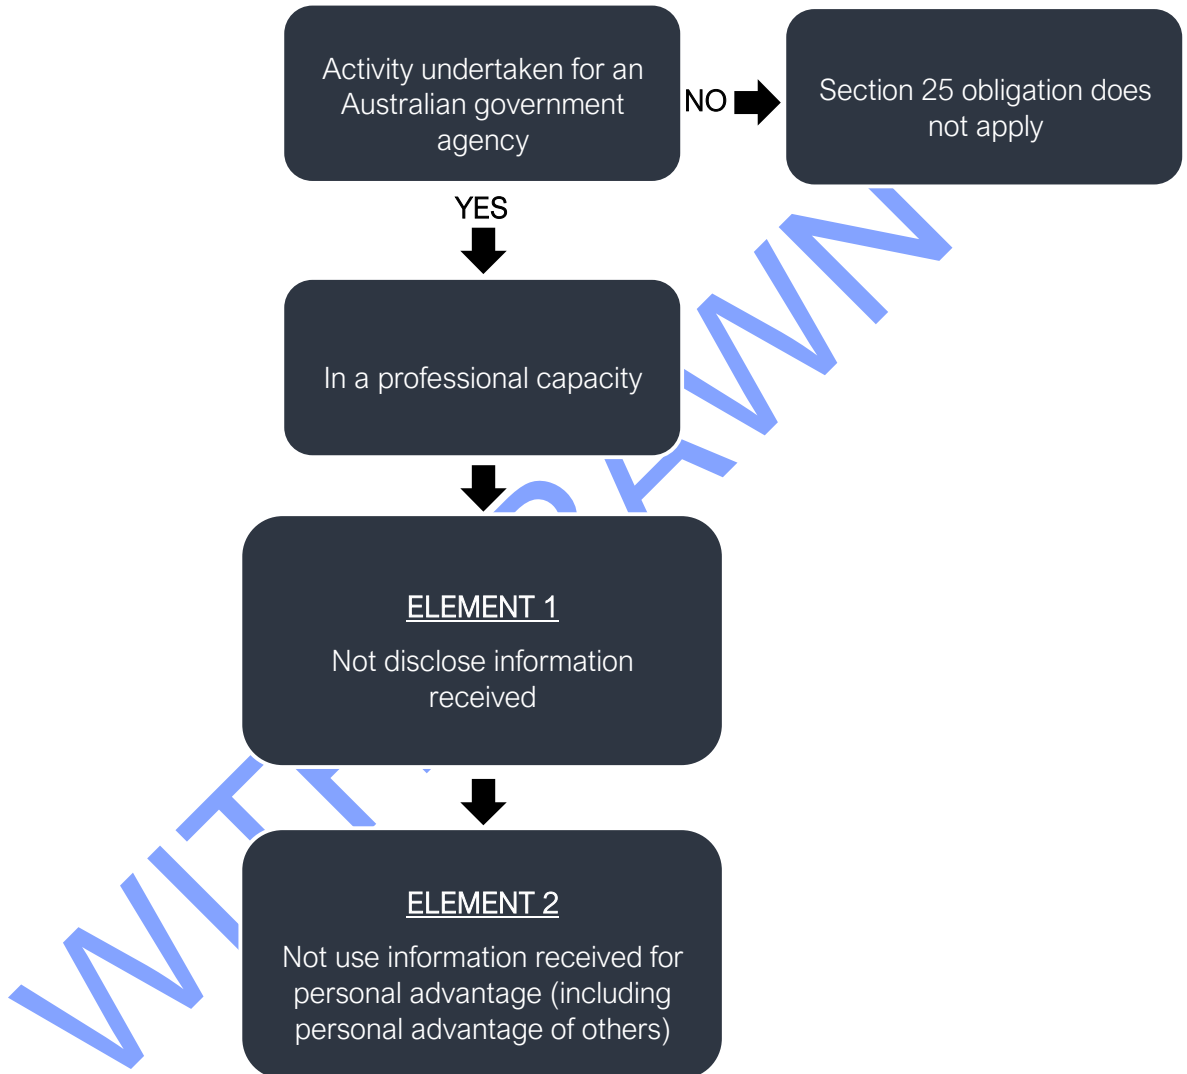 Activity undertaken for an
Australian government
agency
NO
Section 25 obligation does
not apply
YES
In a professional capacity
ELEMENT 1
Not disclose information
received
ELEMENT 2
Not use information received for
personal advantage (including
personal advantage of others)
WITHDRAWN